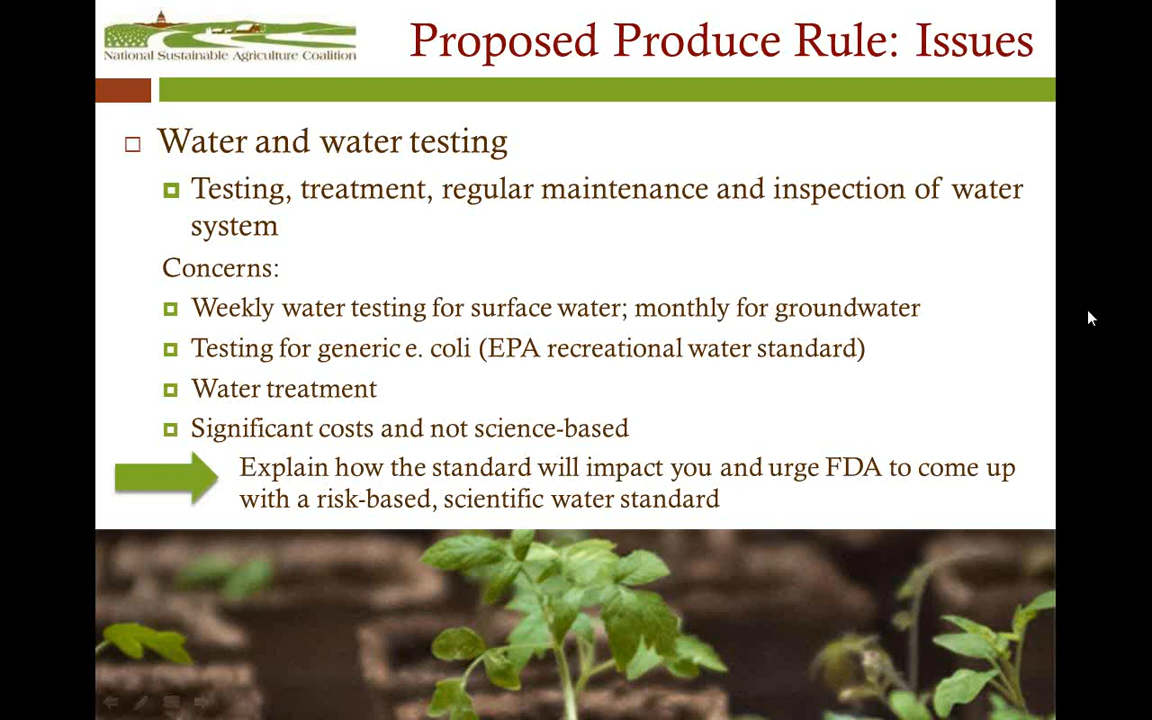 National Sustainable Agriculture Coalition
Proposed Produce Rule: Issues
Water and water testing
Testing, treatment, regular maintenance and inspection of water
system
Concerns:
Weekly water testing for surface water; monthly for groundwater
Testing for generic e. coli (EPA recreational water standard)
Water treatment
Significant costs and not science-based
Explain how the standard will impact you and urge FDA to come up
with a risk-based, scientific water standard